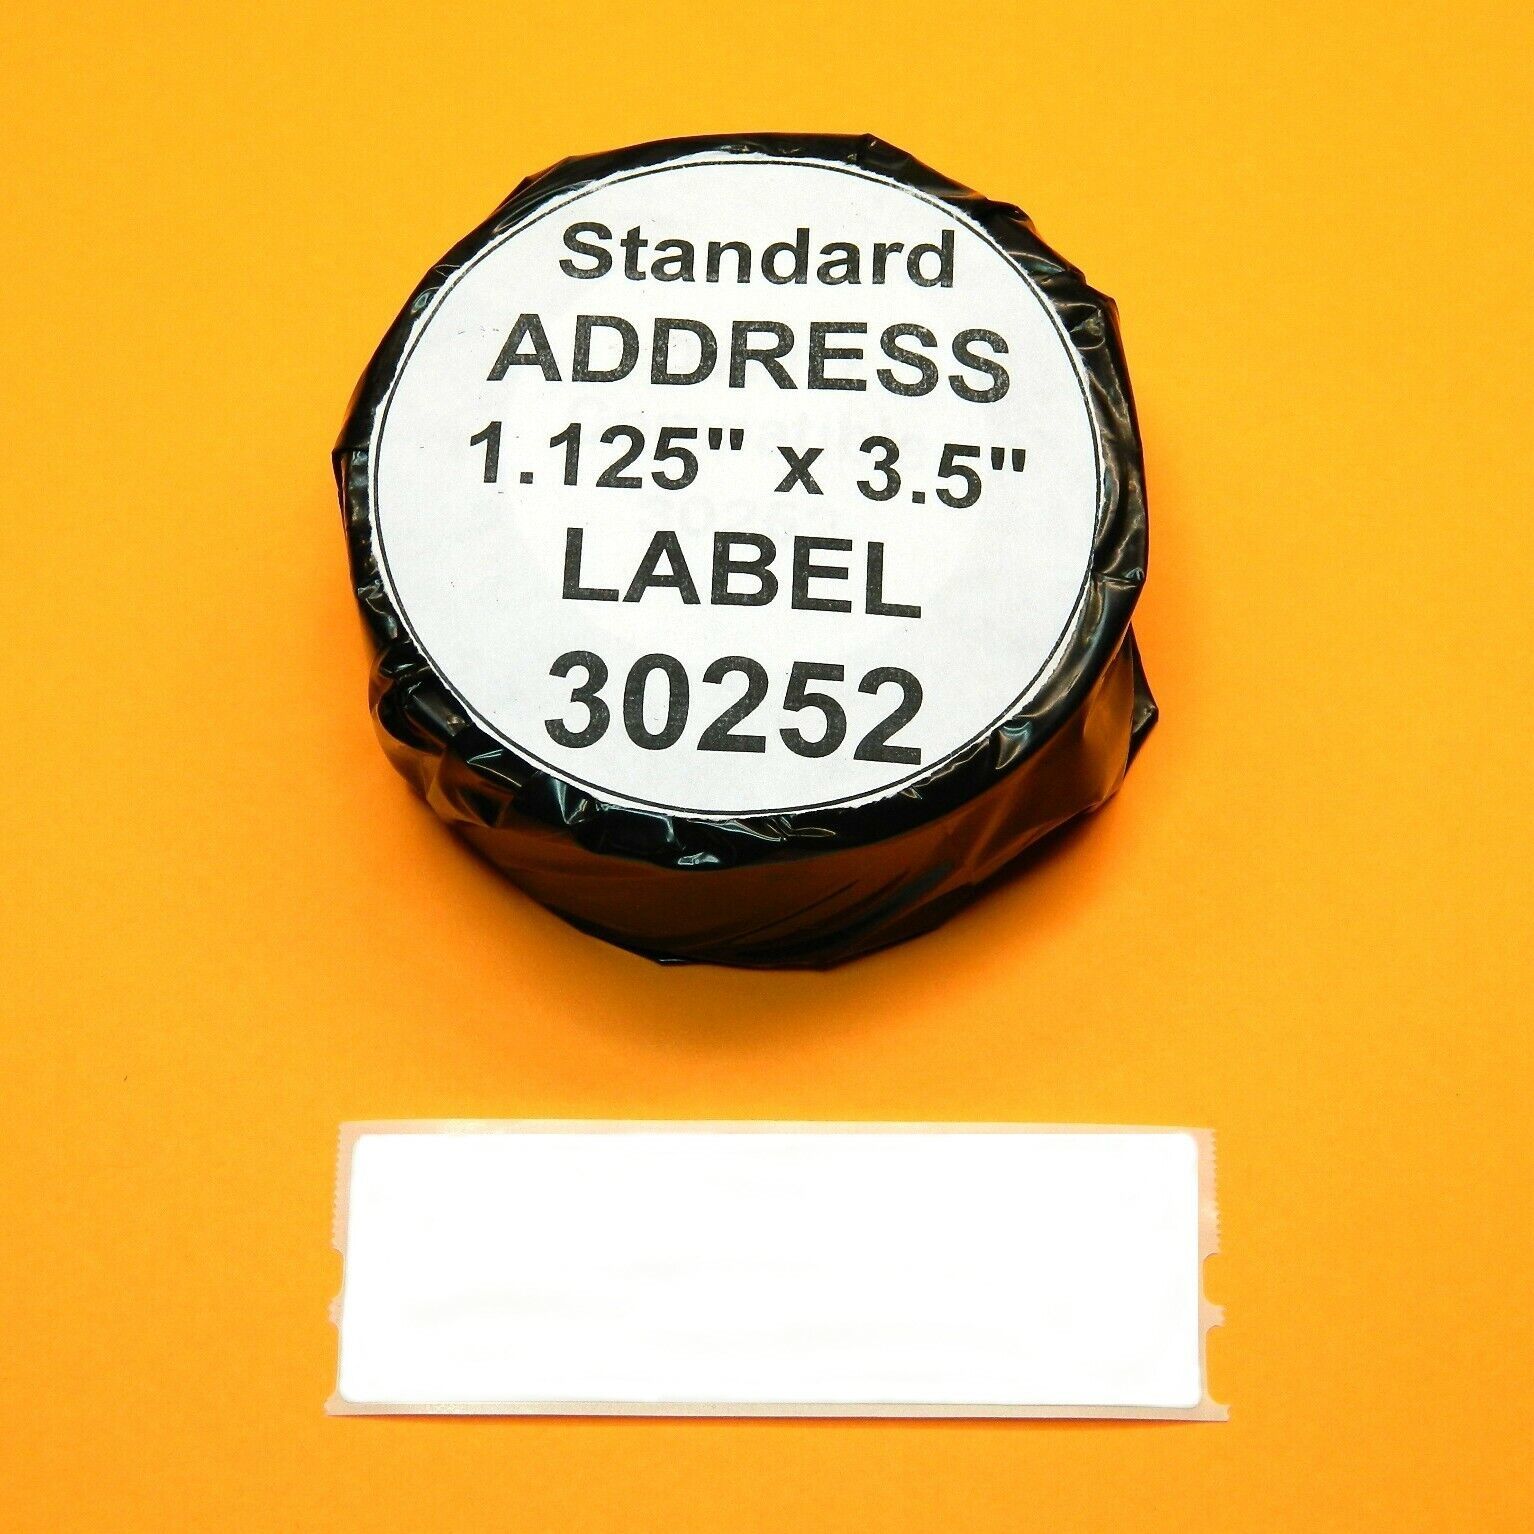 Standard
ADDRESS
1.125" x 3.5"
LABEL
30252